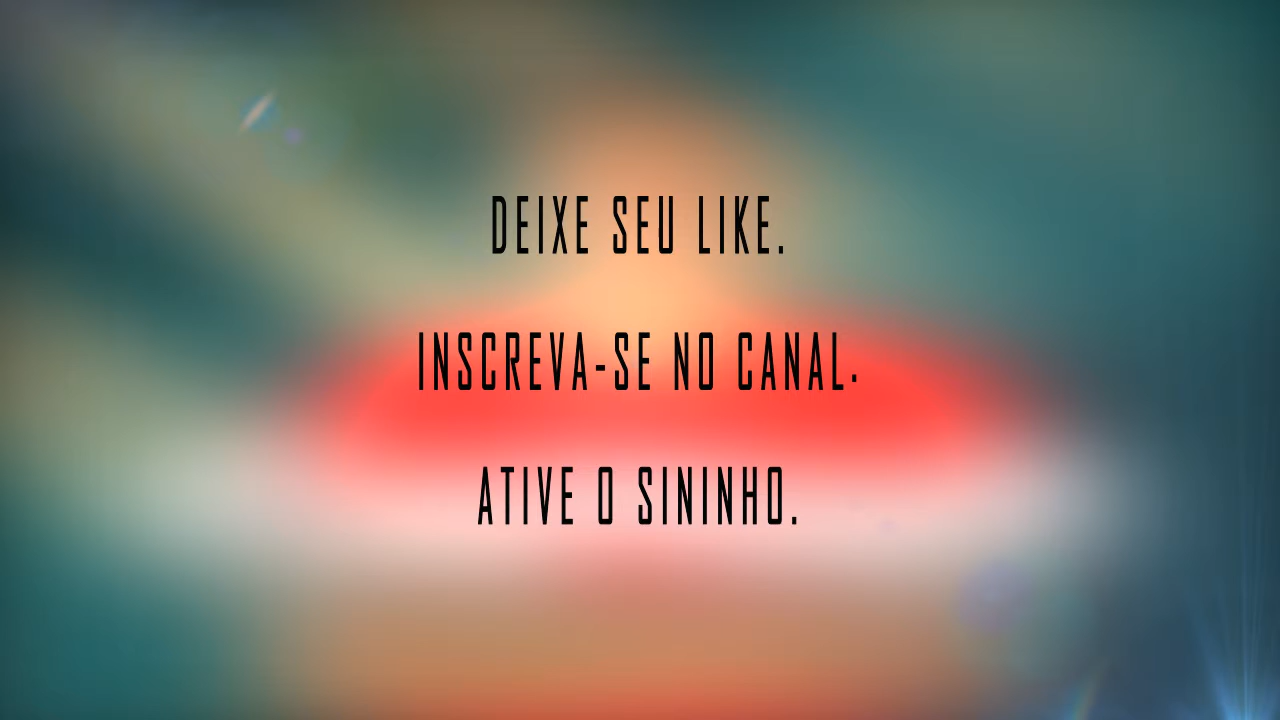 DEIXE SEU LIKE.
INSCREVA-SE NO CANAL.
ATIVE O SININHO.